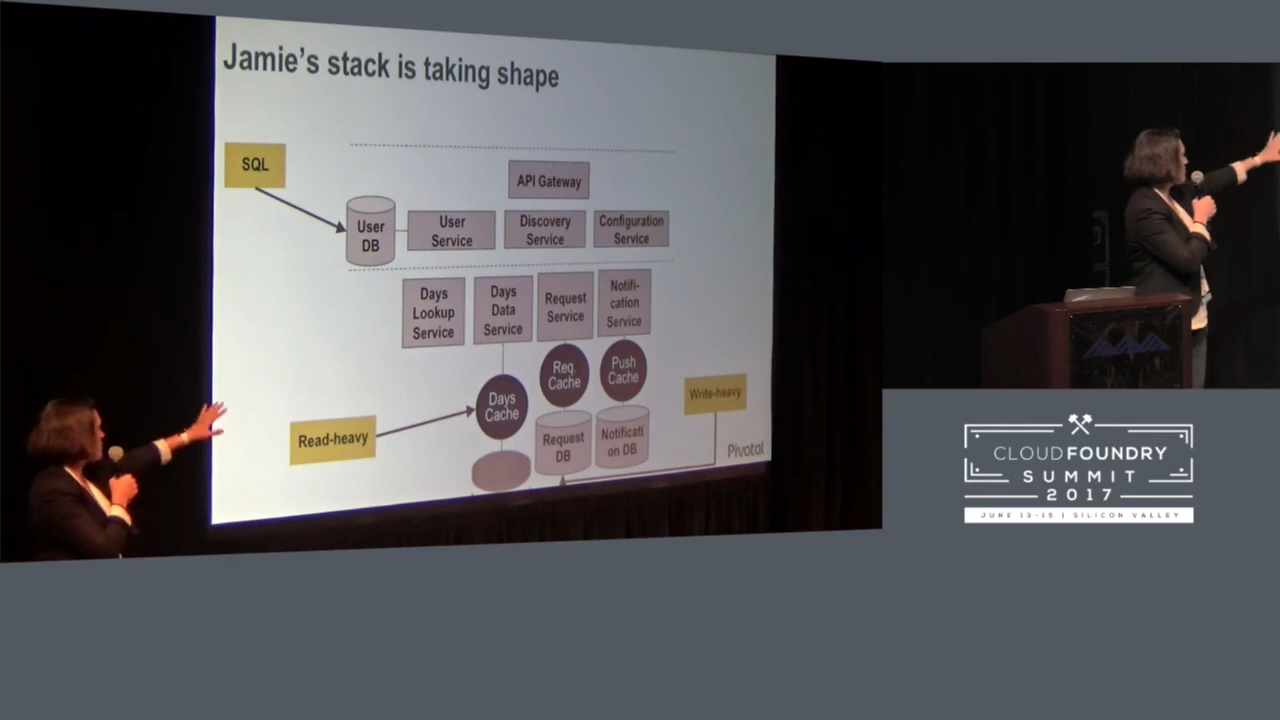 Jamie's stack is taking shape
SQL
API Gateway
User
DB
User
Service
Discovery
Service
Configuration
Service
Days
Lookup
Service
Days
Data
Service
Request
Service
Notifi-
cation
Service
Days
Cache
Req.
Cache
Push
Cache
Read-heavy
Write-heavy
Request
DB
Notificati
on DB
Pivotal
CLOUD FOUNDRY
SUMMIT
2017
JUNE 13-15 | SILICON VALLEY